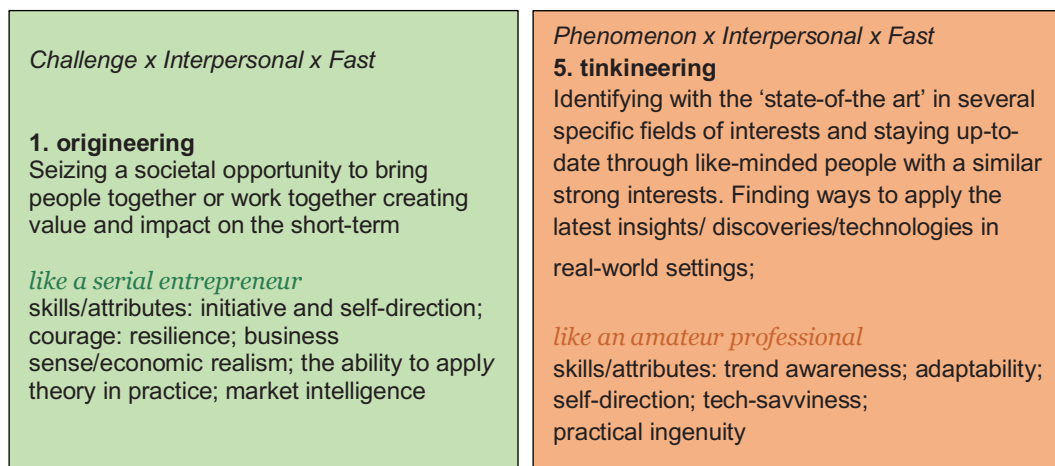 Challenge x Interpersonal x Fast
1. origineering
Seizing a societal opportunity to bring
people together or work together creating
value and impact on the short-term
like a serial entrepreneur
skills/attributes: initiative and self-direction;
courage: resilience; business
sense/economic realism; the ability to apply
theory in practice; market intelligence
Phenomenon x Interpersonal x Fast
5. tinkineering
Identifying with the ‘state-of-the art’ in several
specific fields of interests and staying up-to-
date through like-minded people with a similar
strong interests. Finding ways to apply the
latest insights/ discoveries/technologies in
real-world settings;
like an amateur professional
skills/attributes: trend awareness; adaptability;
self-direction; tech-savviness;
practical ingenuity